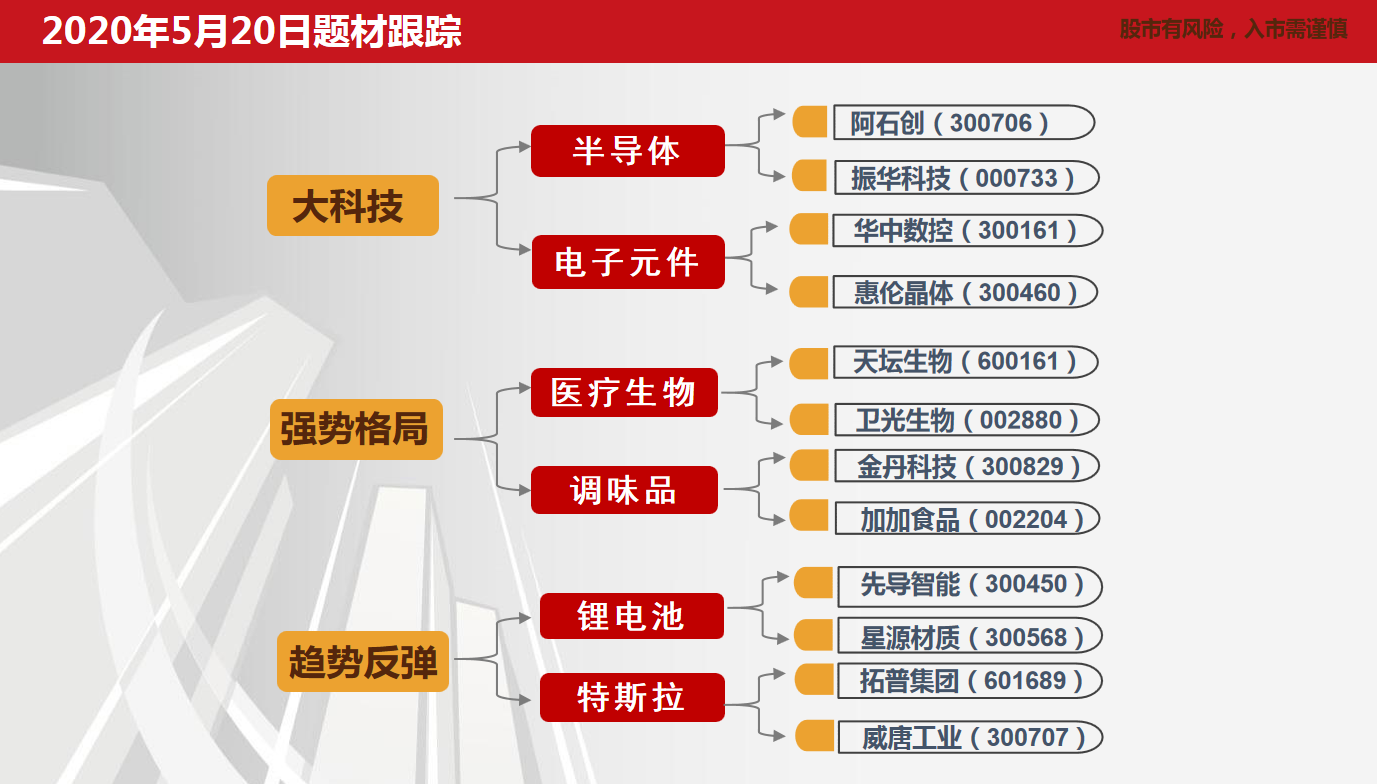 2020年5月20日题材跟踪
股市有风险，入市需谨慎
大科技
半导体
阿石创（300706）
振华科技（000733）
电子元件
华中数控（300161）
惠伦晶体（300460）
强势格局
医疗生物
天坛生物（600161）
卫光生物（002880）
调味品
金丹科技（300829）
加加食品（002204）
趋势反弹
锂电池
先导智能（300450）
星源材质（300568）
特斯拉
拓普集团（601689）
威唐工业（300707）